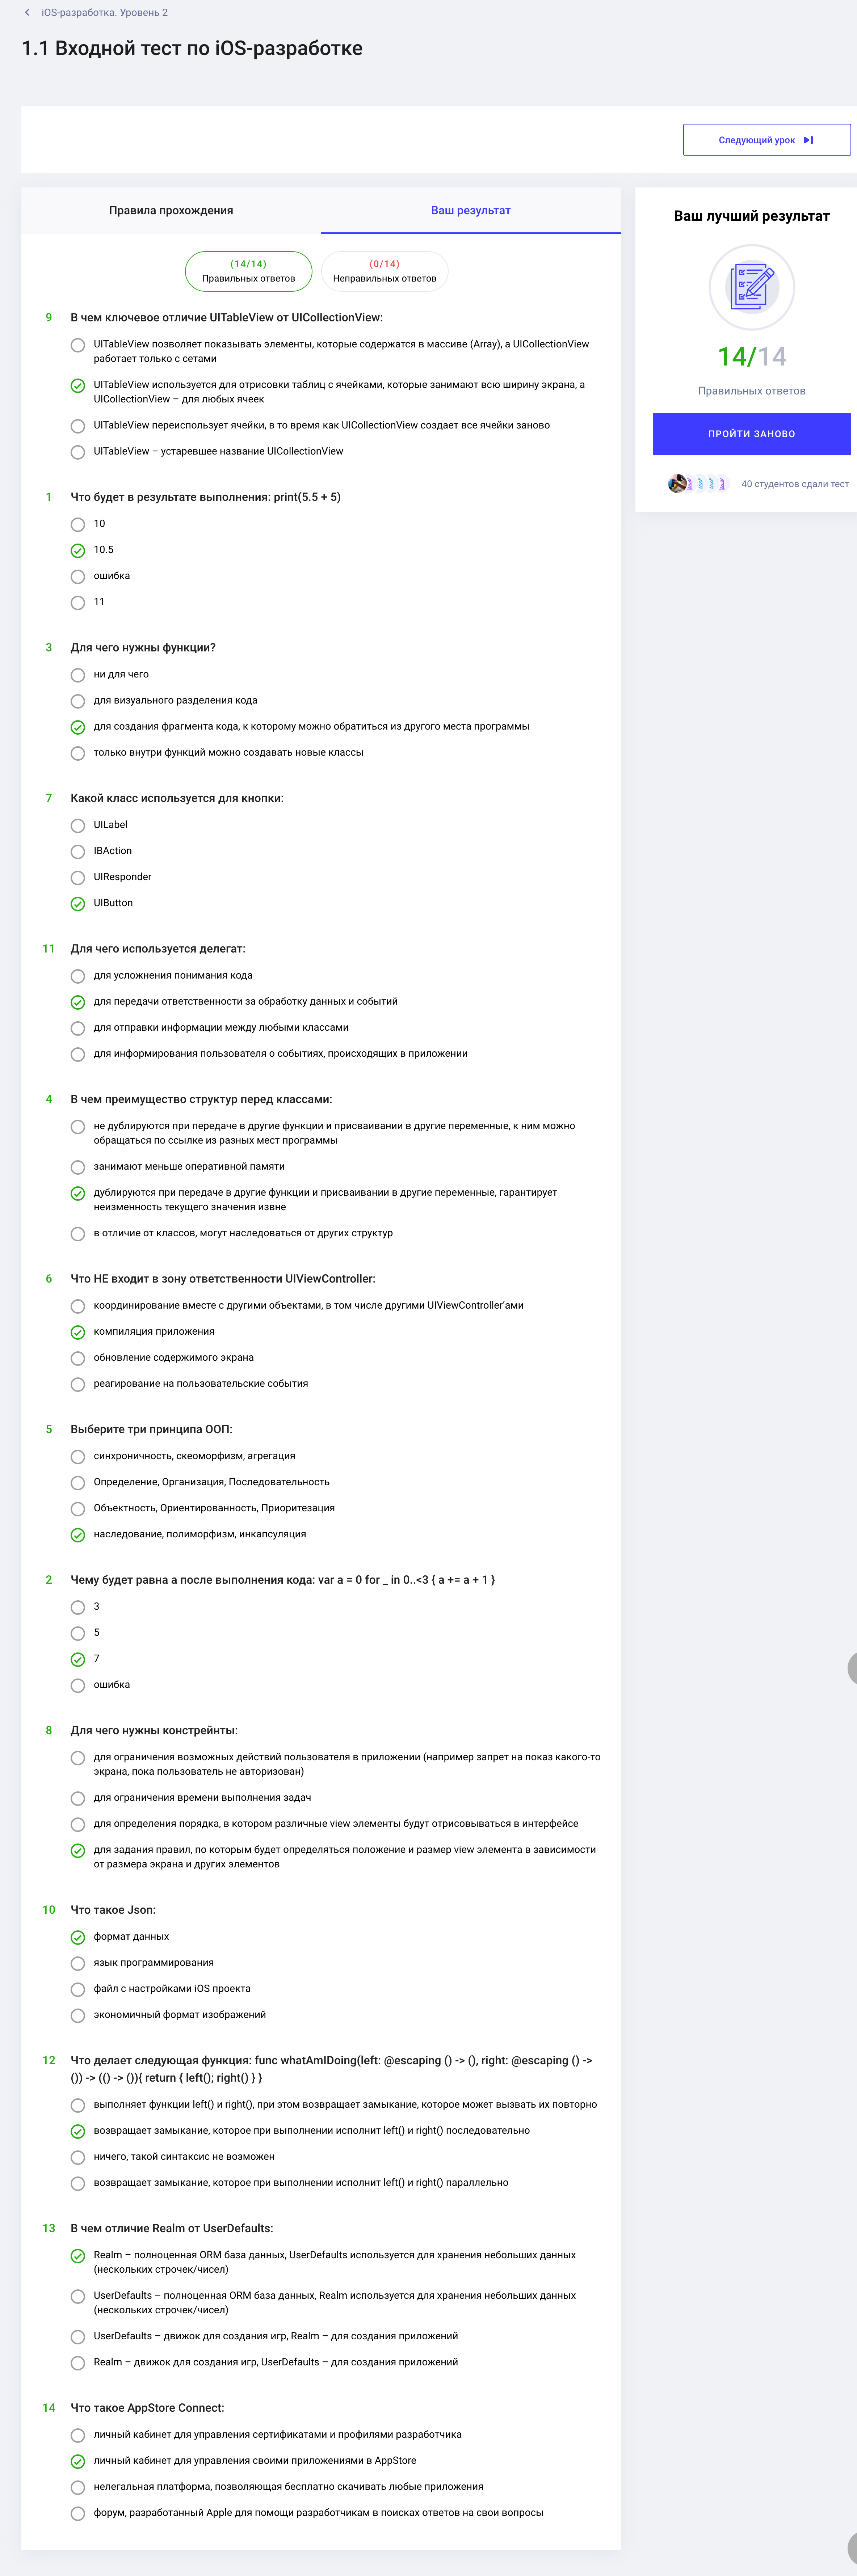 iOS-разработка. Уровень 2
1.1 Входной тест по iOS-разработке
Следующий урок
Правила прохождения
Ваш результат
(14/14)
Правильных ответов
(0/14)
Неправильных ответов
9 В чем ключевое отличие UITableView от UICollectionView:
UITableView позволяет показывать элементы, которые содержатся в массиве (Array), а UICollectionView
работает только с сетами
UITableView используется для отрисовки таблиц с ячейками, которые занимают всю ширину экрана, а
UICollectionView – для любых ячеек
UITableView переиспользует ячейки, в то время как UICollectionView создает все ячейки заново
UITableView – устаревшее название UICollectionView
1 Что будет в результате выполнения: print(5.5 + 5)
10
10.5
ошибка
11
3 Для чего нужны функции?
ни для чего
для визуального разделения кода
для создания фрагмента кода, к которому можно обратиться из другого места программы
только внутри функций можно создавать новые классы
7 Какой класс используется для кнопки:
UILabel
IBAction
UIResponder
UIButton
11 Для чего используется делегат:
для усложнения понимания кода
для передачи ответственности за обработку данных и событий
для отправки информации между любыми классами
для информирования пользователя о событиях, происходящих в приложении
4 В чем преимущество структур перед классами:
не дублируются при передаче в другие функции и присваивании в другие переменные, к ним можно
обращаться по ссылке из разных мест программы
занимают меньше оперативной памяти
дублируются при передаче в другие функции и присваивании в другие переменные, гарантирует
неизменность текущего значения извне
в отличие от классов, могут наследоваться от других структур
6 Что НЕ входит в зону ответственности UIViewController:
координирование вместе с другими объектами, в том числе другими UIViewController’ами
компиляция приложения
обновление содержимого экрана
реагирование на пользовательские события
5 Выберите три принципа ООП:
синхроничность, скеоморфизм, агрегация
Определение, Организация, Последовательность
Объектность, Ориентированность, Приоритезация
наследование, полиморфизм, инкапсуляция
2 Чему будет равна a после выполнения кода: var a = 0 for _ in 0..<3 { a += a + 1 }
3
5
7
ошибка
8 Для чего нужны констрейнты:
для ограничения возможных действий пользователя в приложении (например запрет на показ какого-то
экрана, пока пользователь не авторизован)
для ограничения времени выполнения задач
для определения порядка, в котором различные view элементы будут отрисовываться в интерфейсе
для задания правил, по которым будет определяться положение и размер view элемента в зависимости
от размера экрана и других элементов
10 Что такое Json:
формат данных
язык программирования
файл с настройками iOS проекта
экономичный формат изображений
12 Что делает следующая функция: func whatAmIDoing(left: @escaping () -> (), right: @escaping () ->
()) -> (() -> ()){ return { left(); right() } }
выполняет функции left() и right(), при этом возвращает замыкание, которое может вызвать их повторно
возвращает замыкание, которое при выполнении исполнит left() и right() последовательно
ничего, такой синтаксис не возможен
возвращает замыкание, которое при выполнении исполнит left() и right() параллельно
13 В чем отличие Realm от UserDefaults:
Realm – полноценная ORM база данных, UserDefaults используется для хранения небольших данных
(нескольких строчек/чисел)
UserDefaults – полноценная ORM база данных, Realm используется для хранения небольших данных
(нескольких строчек/чисел)
UserDefaults – движок для создания игр, Realm – для создания приложений
Realm – движок для создания игр, UserDefaults – для создания приложений
14 Что такое AppStore Connect:
личный кабинет для управления сертификатами и профилями разработчика
личный кабинет для управления своими приложениями в AppStore
нелегальная платформа, позволяющая бесплатно скачивать любые приложения
форум, разработанный Apple для помощи разработчикам в поисках ответов на свои вопросы
Ваш лучший результат
14/14
Правильных ответов
ПРОЙТИ ЗАНОВО
40 студентов сдали тест